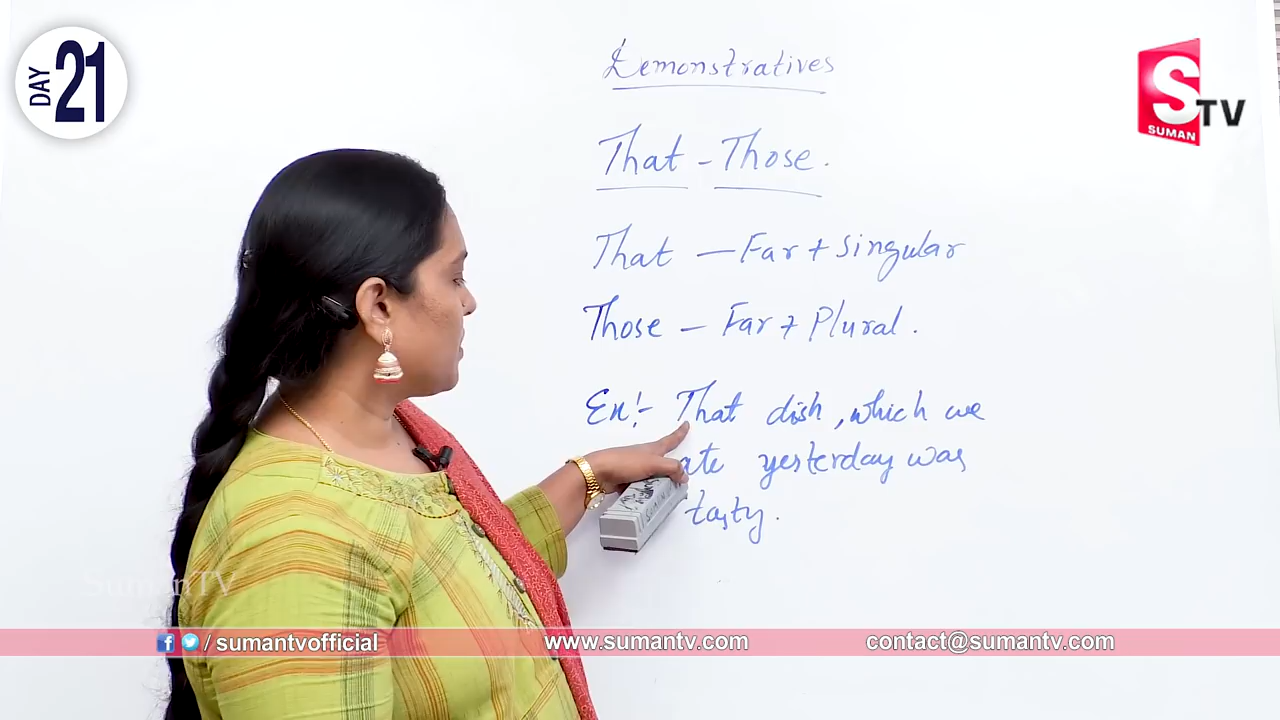 DAY 21
Demonstratives
S TV
SUMAN
That - Those.
That — Far + singular
Those — Far + Plural.
Ex:- That dish, which we
ate yesterday was
tasty.
SumanTV
/ sumantvofficial
www.sumantv.com
contact@sumantv.com